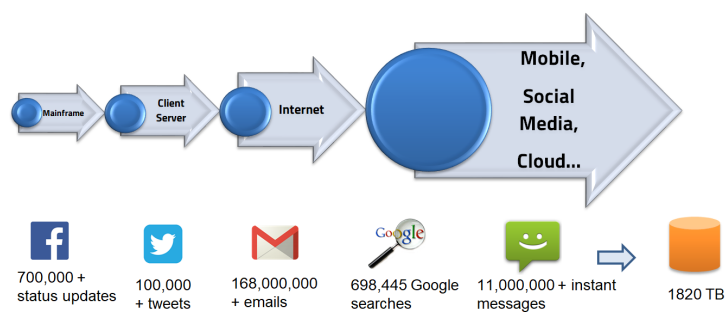 Mainframe
Client
Server
Internet
Mobile,
Social
Media,
Cloud...
Google
700,000 +
status updates
100,000
+ tweets
168,000,000
+ emails
698,445 Google
searches
11,000,000 + instant
messages
1820 TB